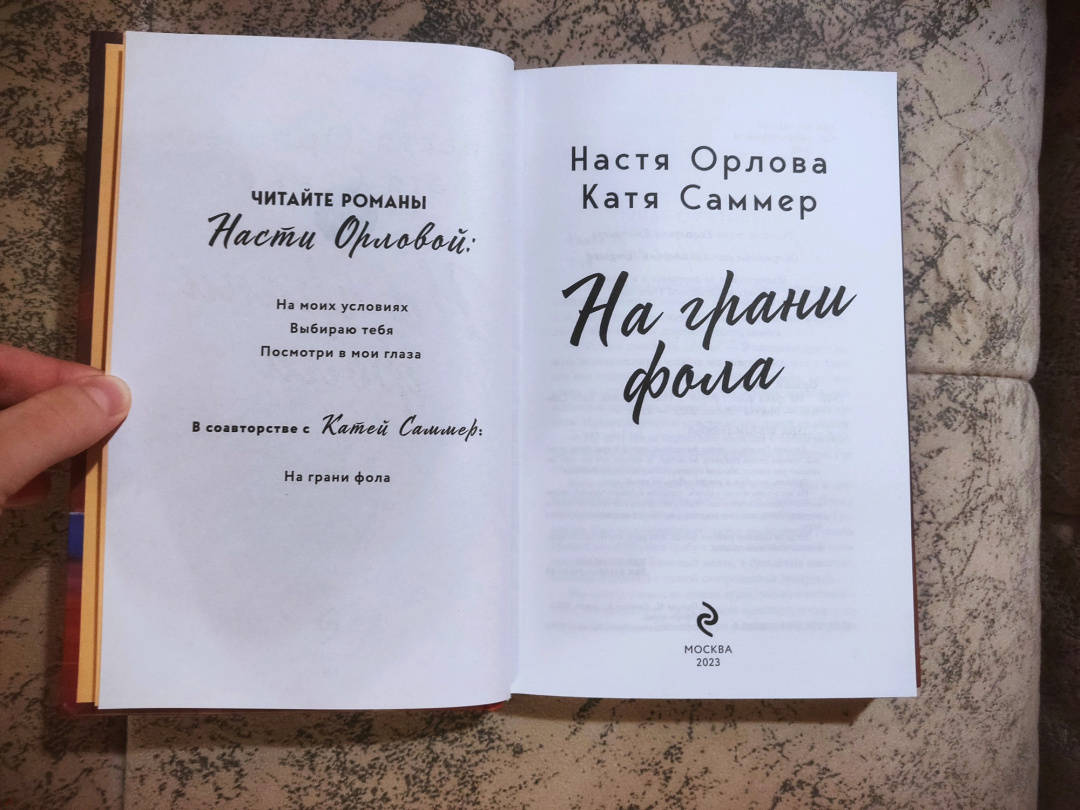 ЧИТАЙТЕ РОМАНЫ
Насти Орловой:
На моих условиях
Выбираю тебя
Посмотри в мои глаза
В соавторстве с Катей Саммер:
На грани фола
Настя Орлова
Катя Саммер
На грани
фола
МОСКВА
2023